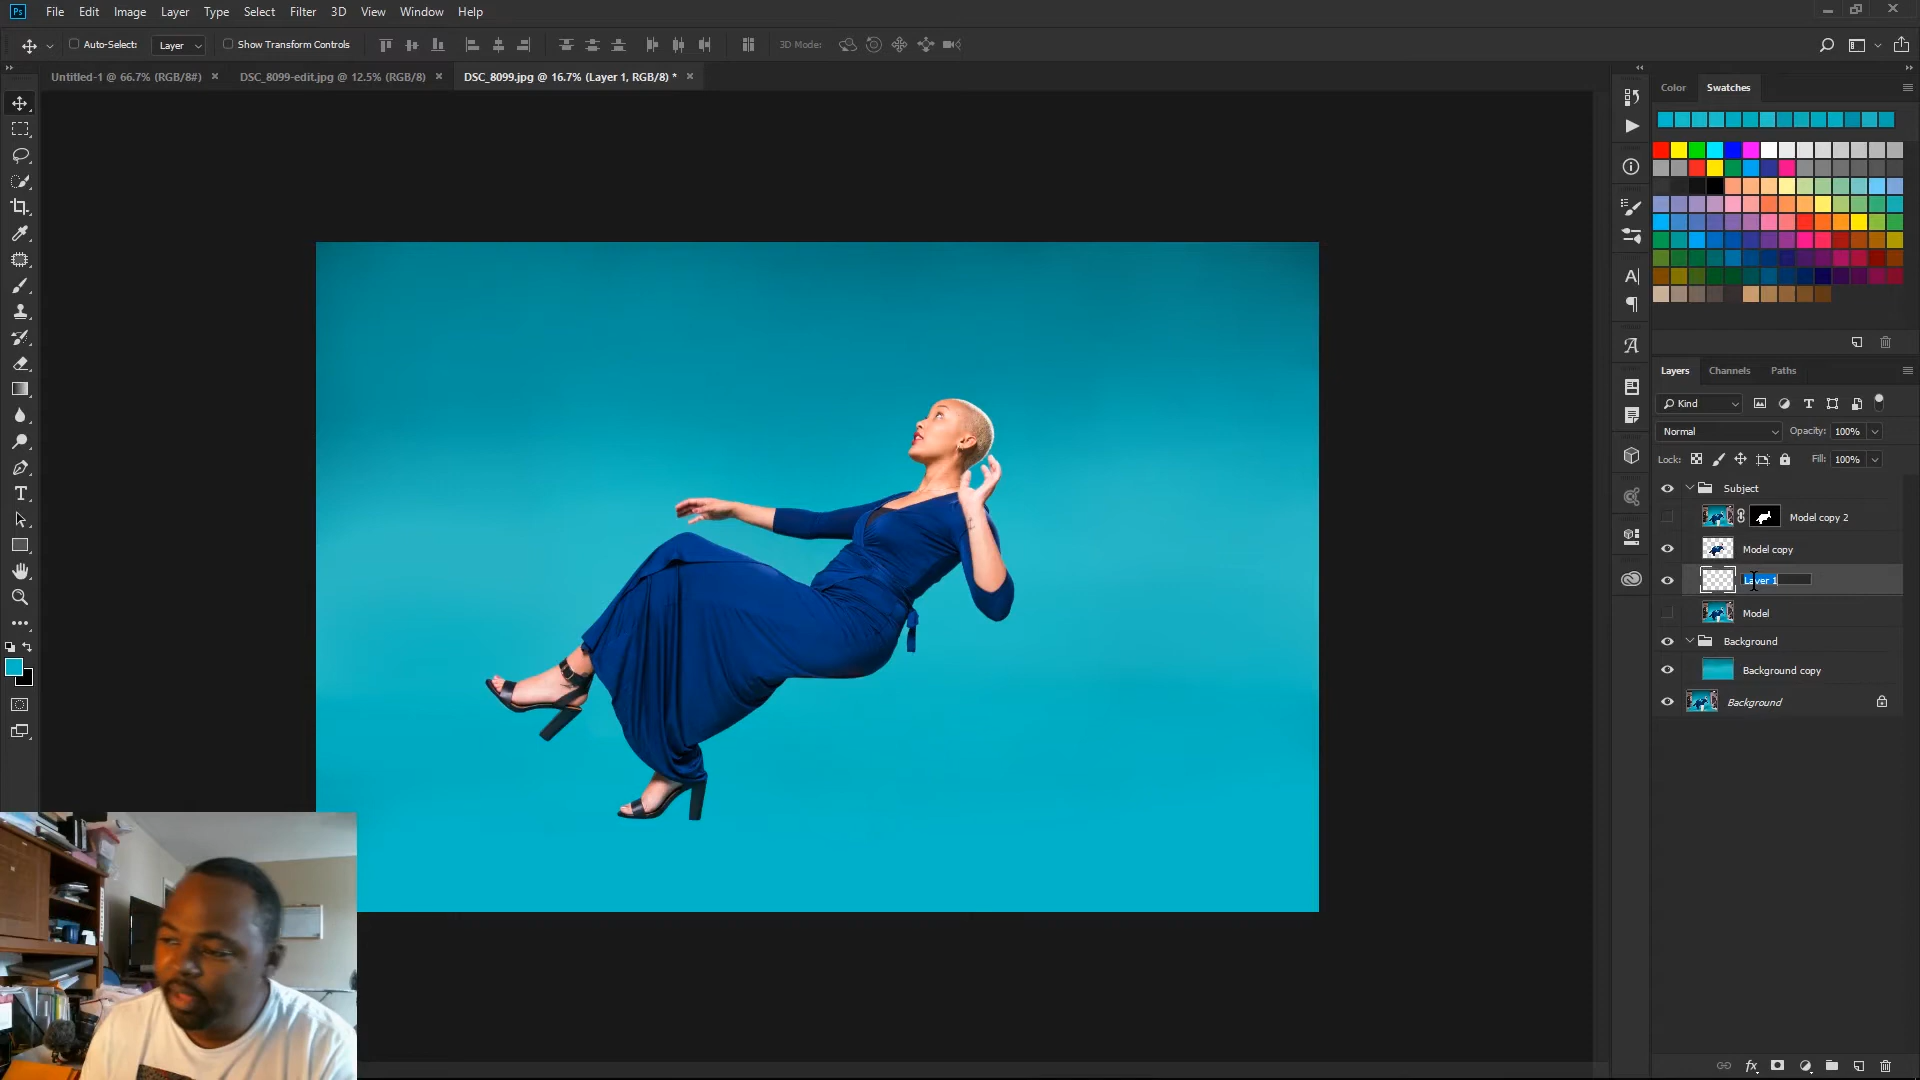 Ps File Edit Image Layer Type Select Filter 3D View Window Help
Auto-Select: Layer Show Transform Controls 3D Mode:
Untitled-1 @ 66.7% (RGB/8#) × DSC_8099-edit.jpg @ 12.5% (RGB/8) × DSC_8099.jpg @ 16.7% (Layer 1, RGB/8) * ×
Color Swatches
Layers Channels Paths
Kind
Normal Opacity: 100%
Lock: Fill: 100%
Subject
Model copy 2
Model copy
Layer 1
Model
Background
Background copy
Background